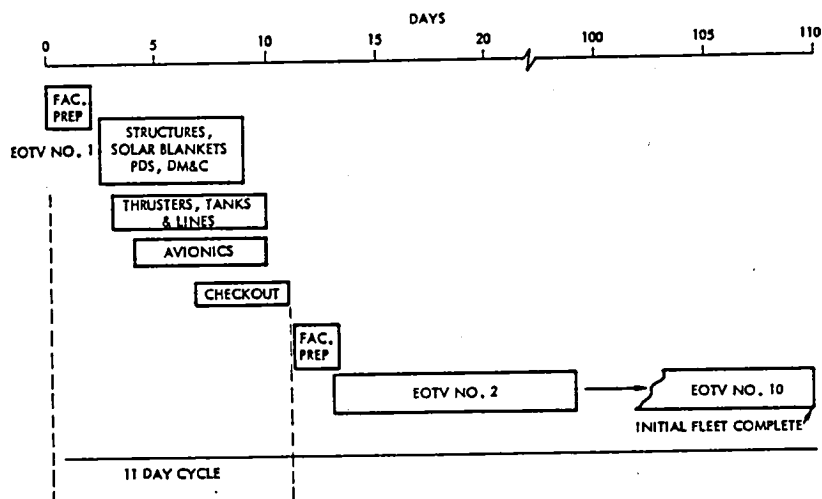 DAYS
0 5 10 15 20 100 105 110
FAC.
PREP
EOTV NO. 1
STRUCTURES,
SOLAR BLANKETS
PDS, DM&C
THRUSTERS, TANKS
& LINES
AVIONICS
CHECKOUT
FAC.
PREP
EOTV NO. 2
EOTV NO. 10
INITIAL FLEET COMPLETE
11 DAY CYCLE